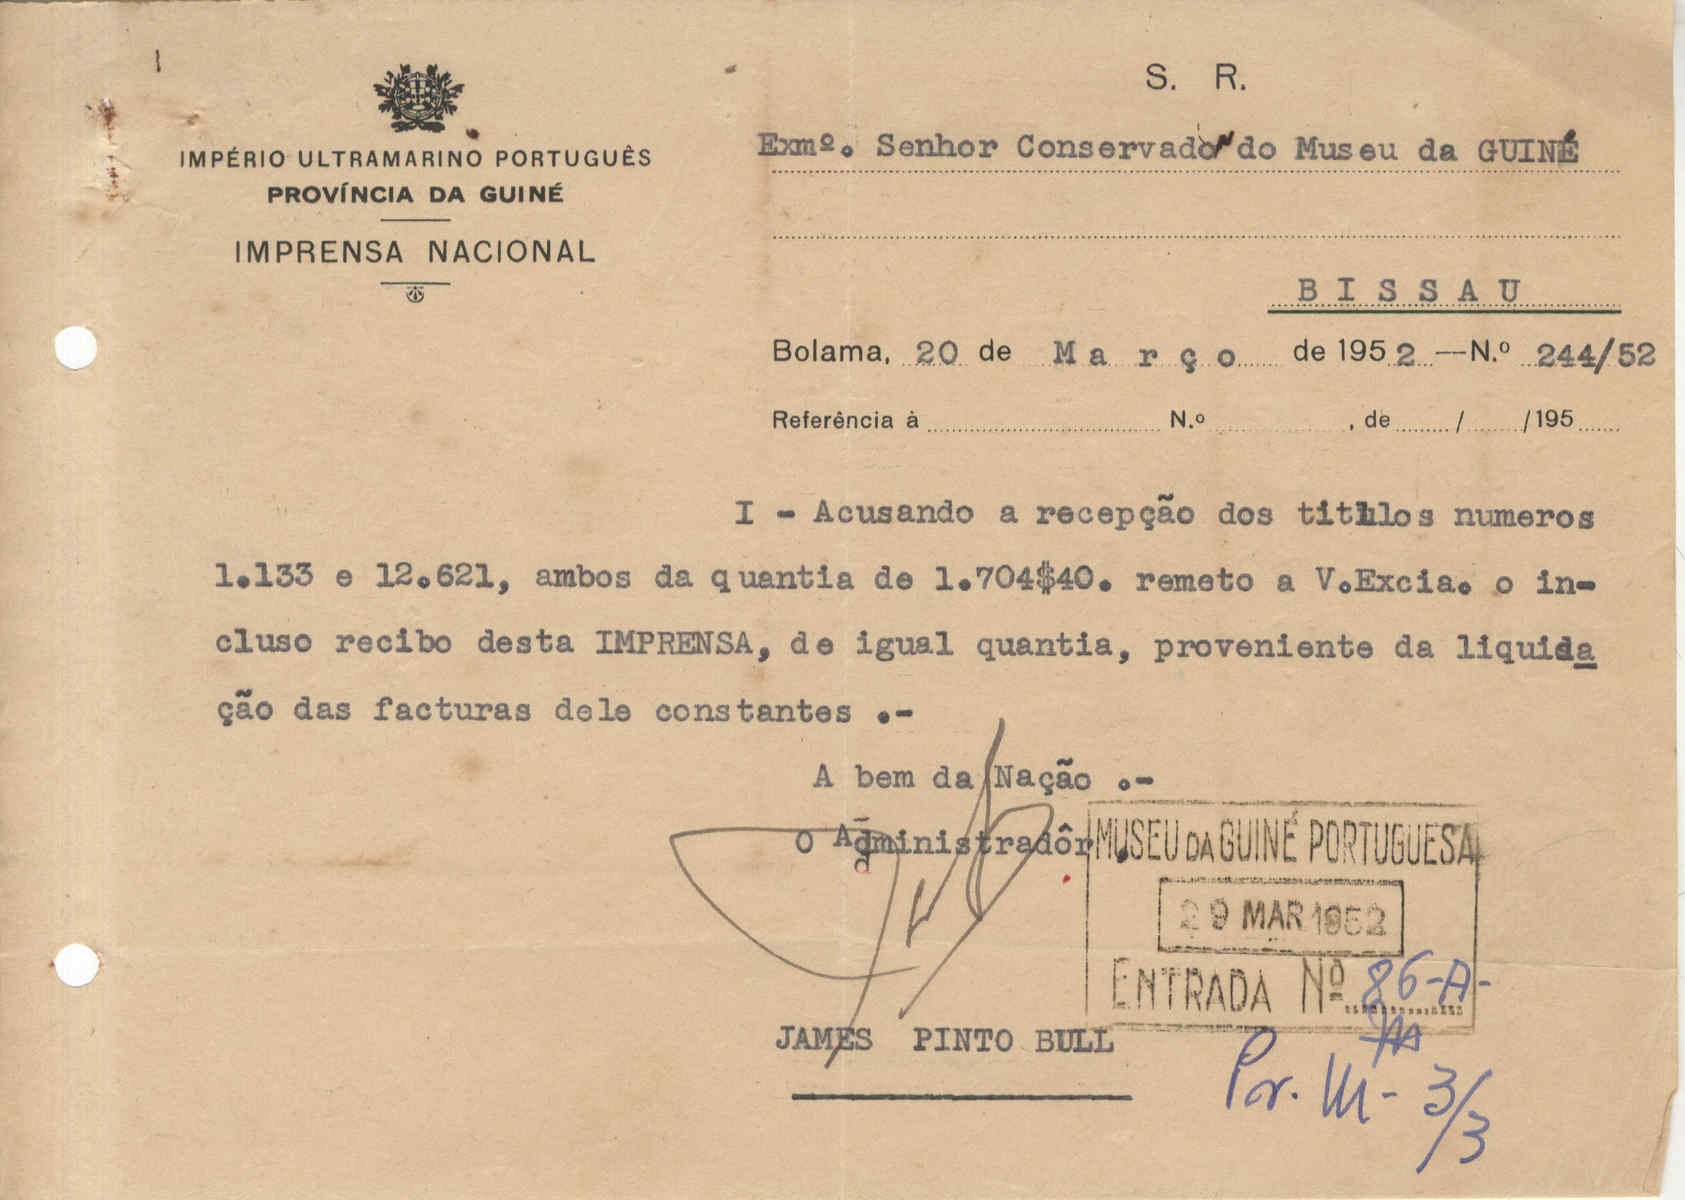 S. R.
IMPÉRIO ULTRAMARINO PORTUGUÊS
PROVÍNCIA DA GUINÉ
IMPRENSA NACIONAL
Exmº. Senhor Conservador do Museu da GUINÉ
BISSAU
Bolama, 20 de Março de 1952 — N.º 244/52
Referência à N.º , de / /195
I - Acusando a recepção dos titulos numeros
1.133 e 12.621, ambos da quantia de 1.704$40. remeto a V.Excia. o in-
cluso recibo desta IMPRENSA, de igual quantia, proveniente da liquida
ção das facturas dele constantes .-
A bem da Nação .-
O Administradôr
MUSEU DA GUINÉ PORTUGUESA
29 MAR 1952
ENTRADA Nº 86-A-
JAMES PINTO BULL
3/3